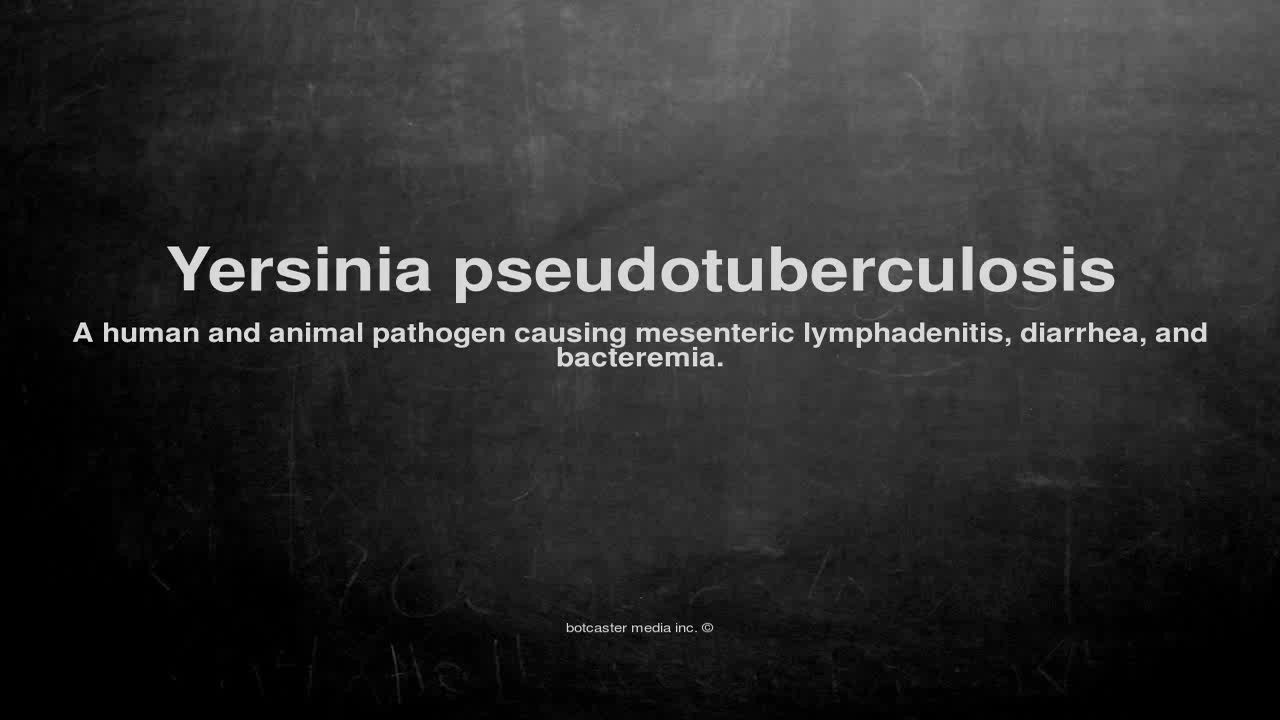 Yersinia pseudotuberculosis
A human and animal pathogen causing mesenteric lymphadenitis, diarrhea, and
bacteremia.
botcaster media inc. ©